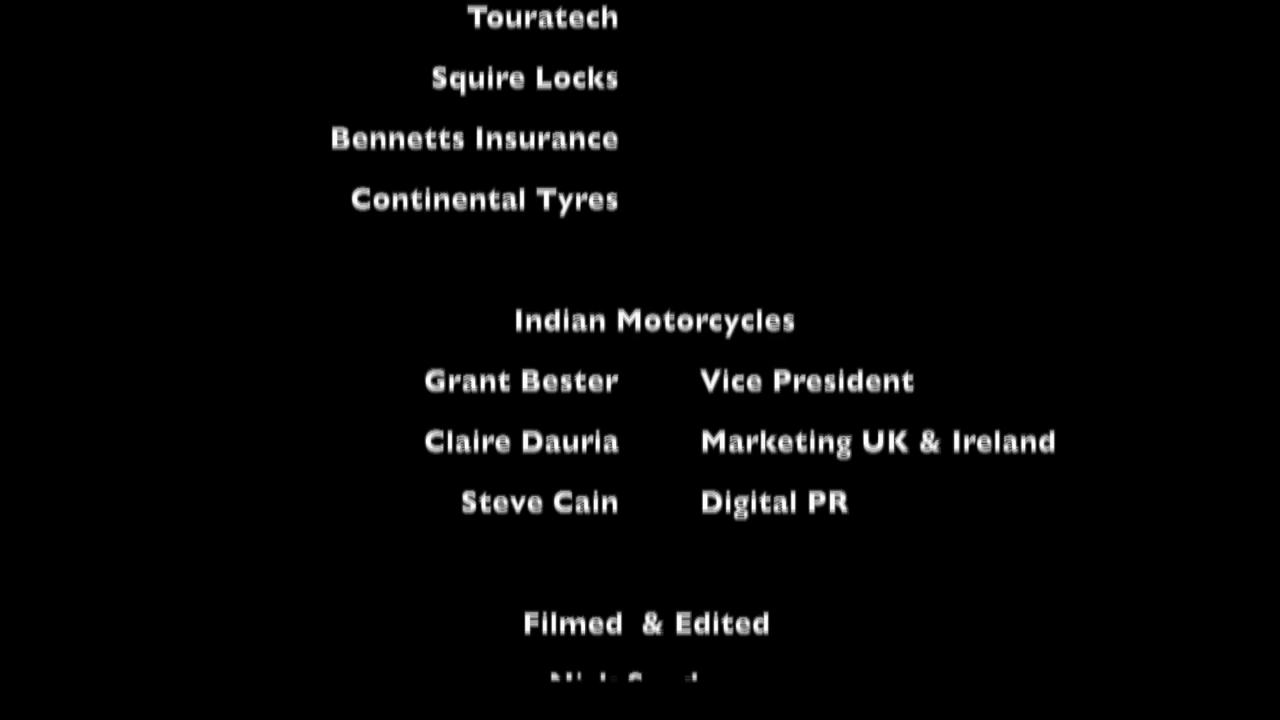 Touratech
Squire Locks
Bennetts Insurance
Continental Tyres
Indian Motorcycles
Grant Bester Vice President
Claire Dauria Marketing UK & Ireland
Steve Cain Digital PR
Filmed & Edited